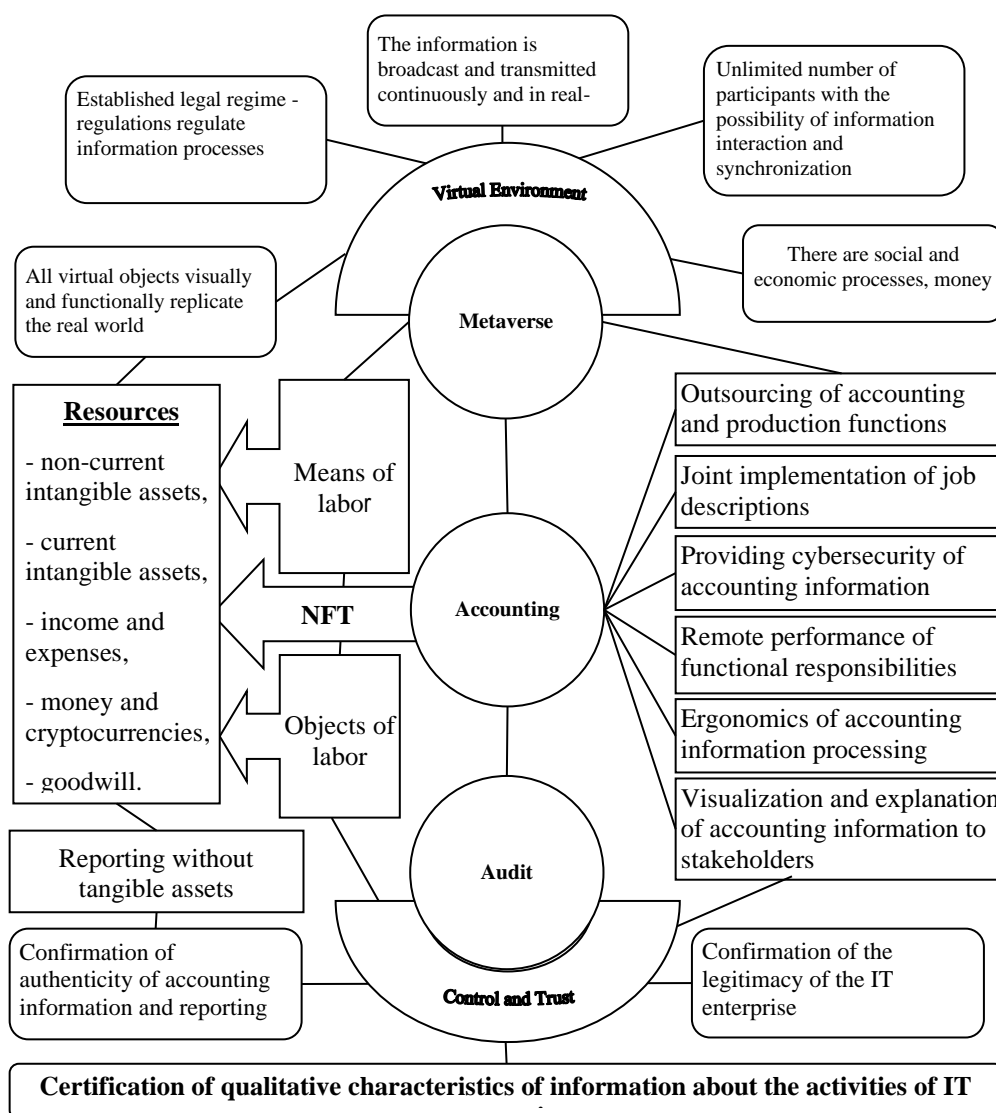 The information is
broadcast and transmitted
continuously and in real-
Established legal regime -
regulations regulate
information processes
Unlimited number of
participants with the
possibility of information
interaction and
synchronization
Virtual Environment
All virtual objects visually
and functionally replicate
the real world
There are social and
economic processes, money
Metaverse
Resources
- non-current
intangible assets,
- current
intangible assets,
- income and
expenses,
- money and
cryptocurrencies,
- goodwill.
Means of
labor
NFT
Objects of
labor
Accounting
Outsourcing of accounting
and production functions
Joint implementation of job
descriptions
Providing cybersecurity of
accounting information
Remote performance of
functional responsibilities
Ergonomics of accounting
information processing
Visualization and explanation
of accounting information to
stakeholders
Reporting without
tangible assets
Audit
Confirmation of
authenticity of accounting
information and reporting
Control and Trust
Confirmation of the
legitimacy of the IT
enterprise
Certification of qualitative characteristics of information about the activities of IT